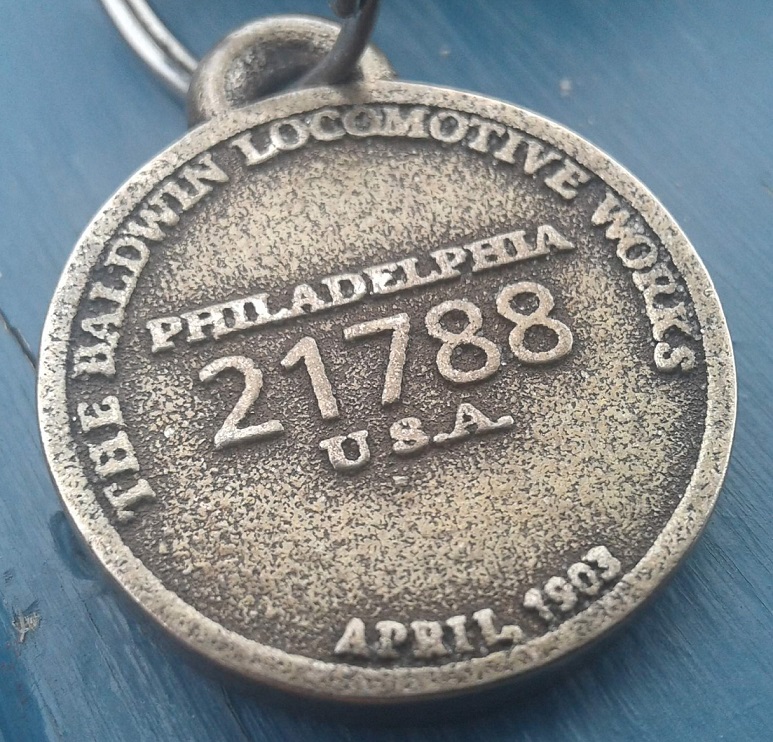 THE BALDWIN LOCOMOTIVE WORKS
PHILADELPHIA
21788
U.S.A.
APRIL, 1903